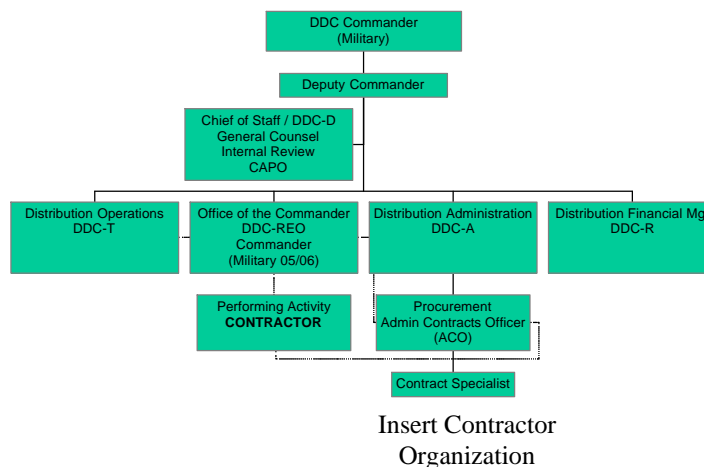 DDC Commander
(Military)
Deputy Commander
Chief of Staff / DDC-D
General Counsel
Internal Review
CAPO
Distribution Operations
DDC-T
Office of the Commander
DDC-REO
Commander
(Military 05/06)
Distribution Administration
DDC-A
Distribution Financial Mg
DDC-R
Performing Activity
CONTRACTOR
Procurement
Admin Contracts Officer
(ACO)
Contract Specialist
Insert Contractor
Organization